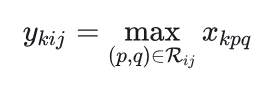 $y_{kij} = \max_{(p,q) \in \mathcal{R}_{ij}} x_{kpq}$